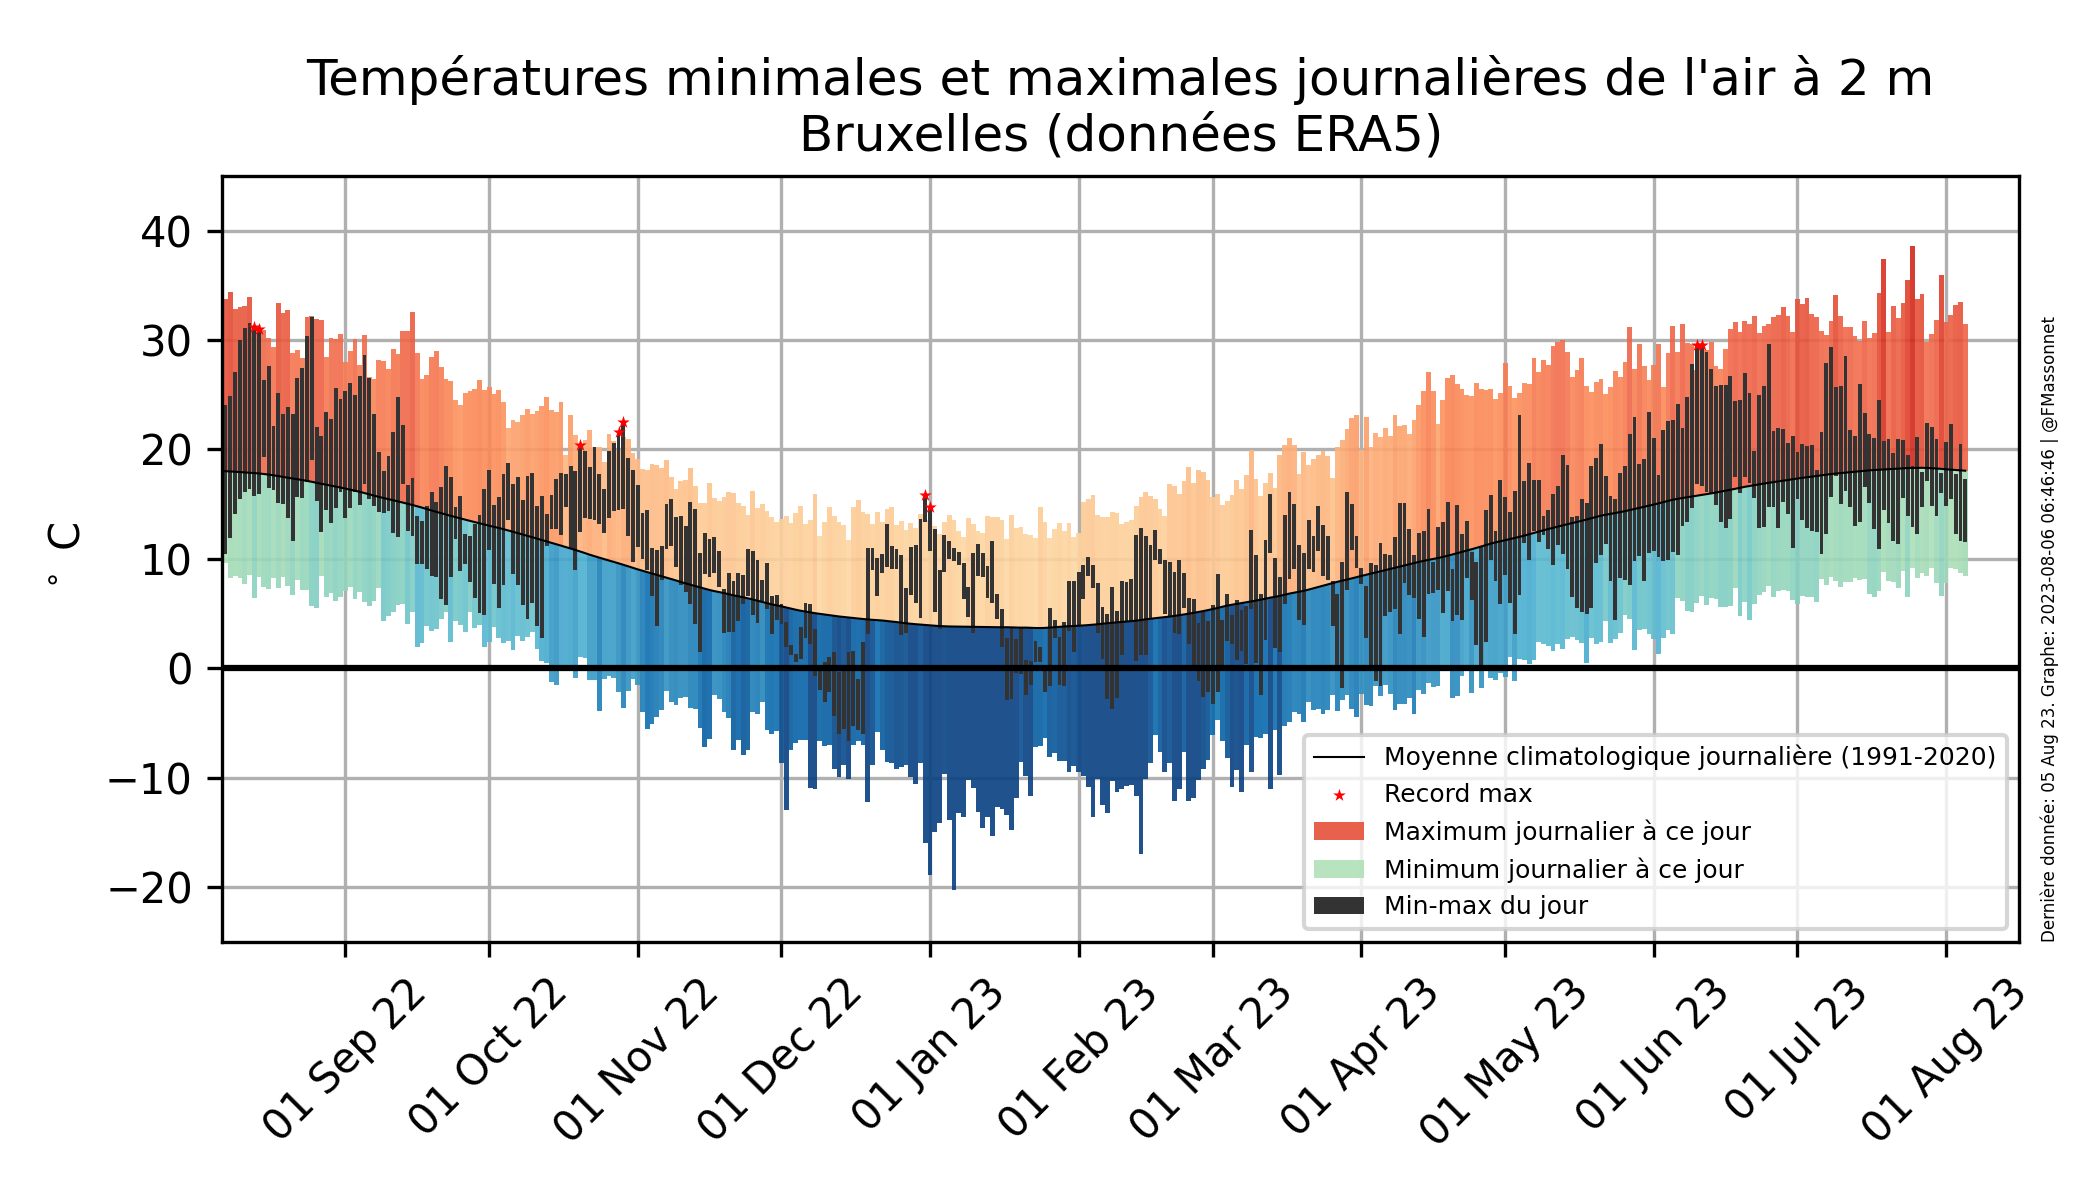 Températures minimales et maximales journalières de l'air à 2 m
Bruxelles (données ERA5)
40
30
20
10
0
−10
−20
° C
Moyenne climatologique journalière (1991-2020)
Record max
Maximum journalier à ce jour
Minimum journalier à ce jour
Min-max du jour
01 Sep 22
01 Oct 22
01 Nov 22
01 Dec 22
01 Jan 23
01 Feb 23
01 Mar 23
01 Apr 23
01 May 23
01 Jun 23
01 Jul 23
01 Aug 23
Dernière donnée: 05 Aug 23. Graphe: 2023-08-06 06:46:46 | @FMassonnet